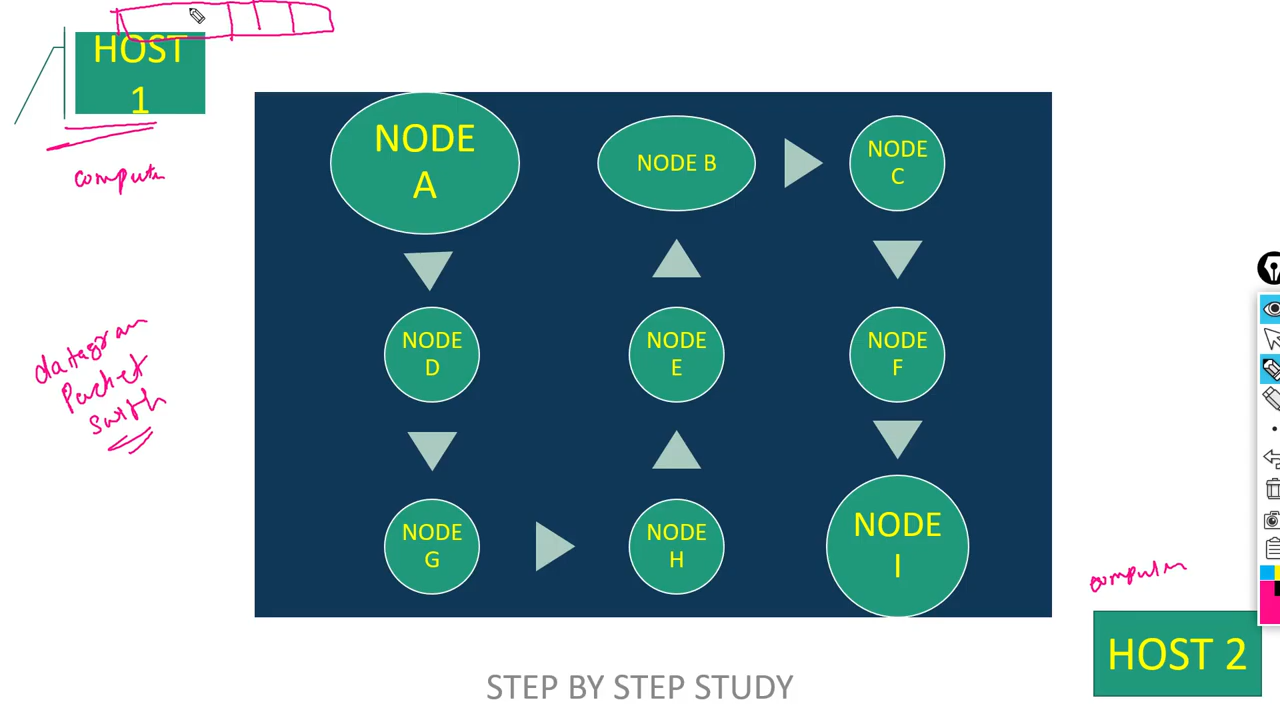 HOST
1
computer
NODE
A
NODE B
NODE
C
datagram
Packet
switch
NODE
D
NODE
E
NODE
F
NODE
G
NODE
H
NODE
I
computer
HOST 2
STEP BY STEP STUDY